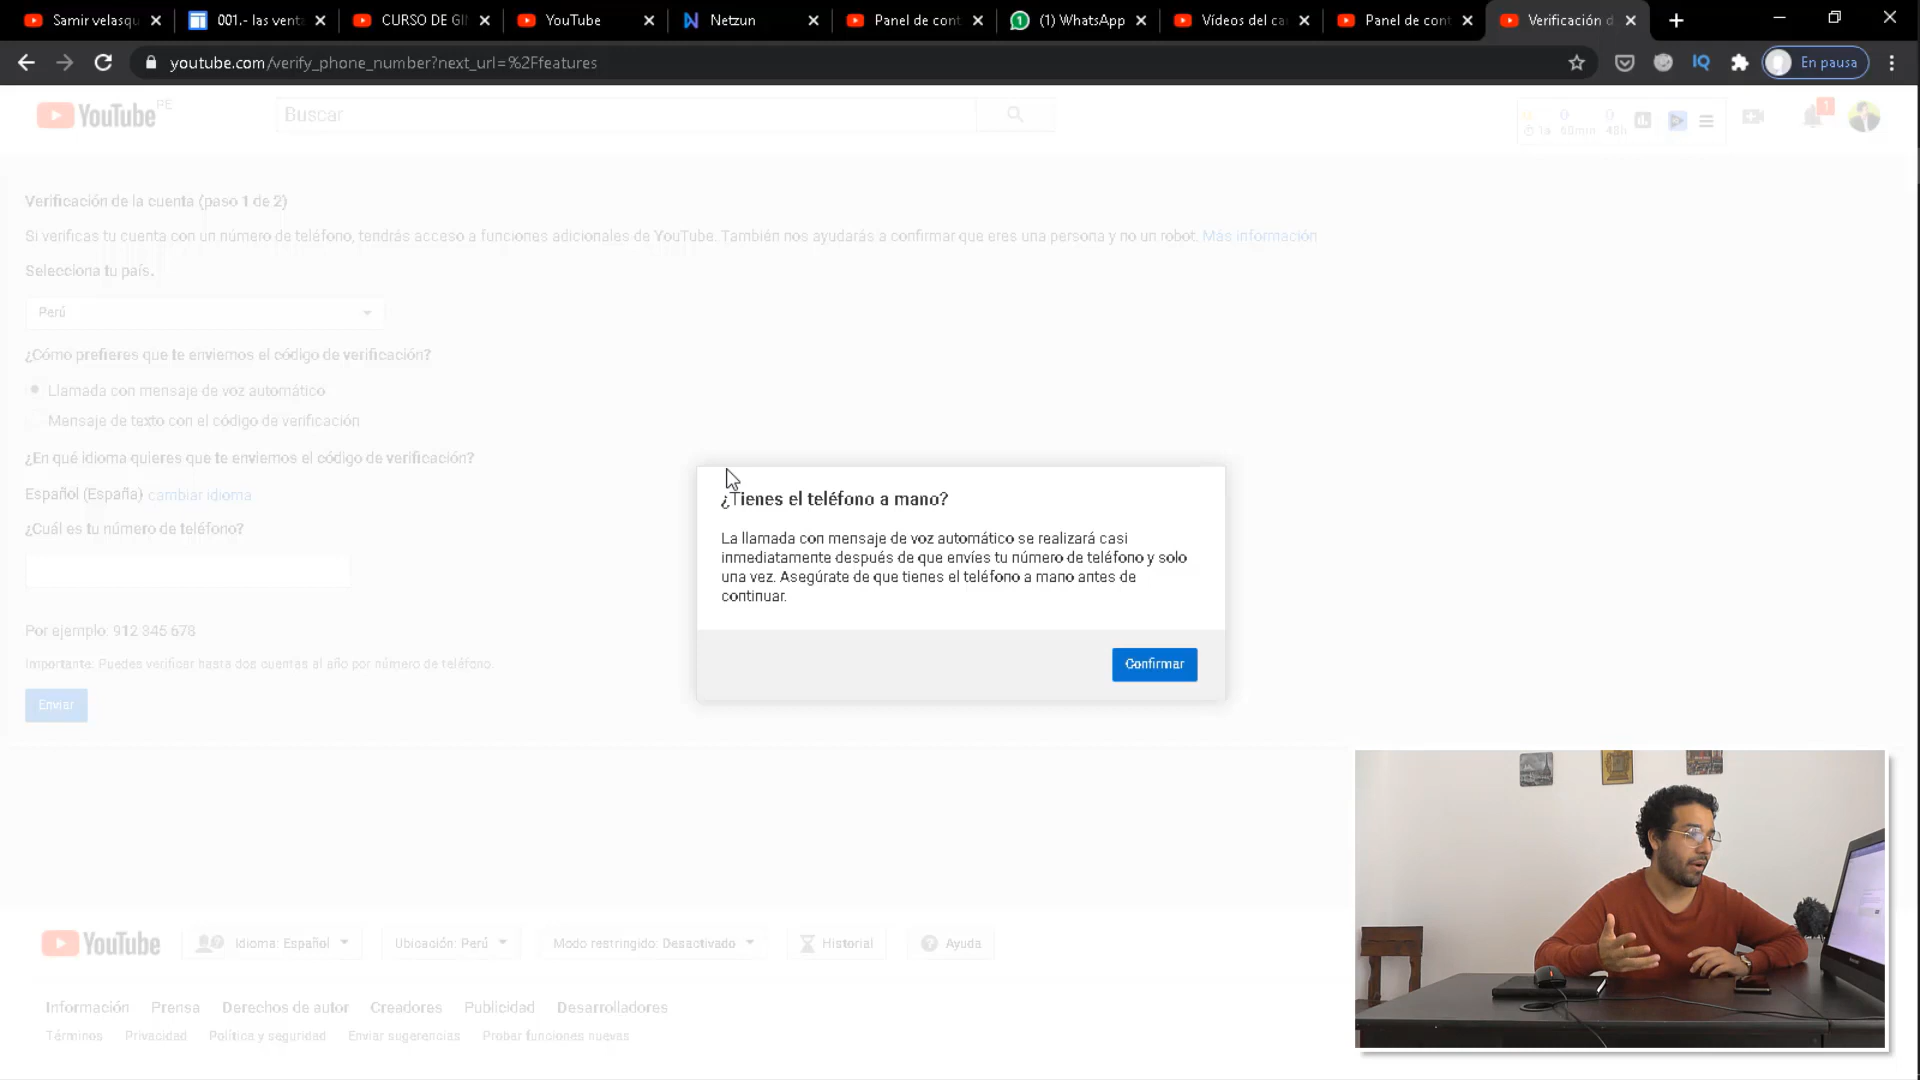 Samir velasqu
001.- las venta
CURSO DE GI
YouTube
Netzun
Panel de cont
(1) WhatsApp
Vídeos del ca
Panel de cont
Verificación d
youtube.com/verify_phone_number?next_url=%2Ffeatures
IQ
En pausa
YouTube PE
Buscar
0
0
1
60min
48h
Verificación de la cuenta (paso 1 de 2)
Si verificas tu cuenta con un número de teléfono, tendrás acceso a funciones adicionales de YouTube. También nos ayudarás a confirmar que eres una persona y no un robot. Más información
Selecciona tu país.
Perú
¿Cómo prefieres que te enviemos el código de verificación?
Llamada con mensaje de voz automático
Mensaje de texto con el código de verificación
¿En qué idioma quieres que te enviemos el código de verificación?
Español (España) cambiar idioma
¿Cuál es tu número de teléfono?
Por ejemplo: 912 345 678
Importante: Puedes verificar hasta dos cuentas al año por número de teléfono.
Enviar
¿Tienes el teléfono a mano?
La llamada con mensaje de voz automático se realizará casi
inmediatamente después de que envíes tu número de teléfono y solo
una vez. Asegúrate de que tienes el teléfono a mano antes de
continuar.
Confirmar
YouTube
Idioma: Español
Ubicación: Perú
Modo restringido: Desactivado
Historial
Ayuda
Información Prensa Derechos de autor Creadores Publicidad Desarrolladores
Términos Privacidad Política y seguridad Enviar sugerencias Probar funciones nuevas